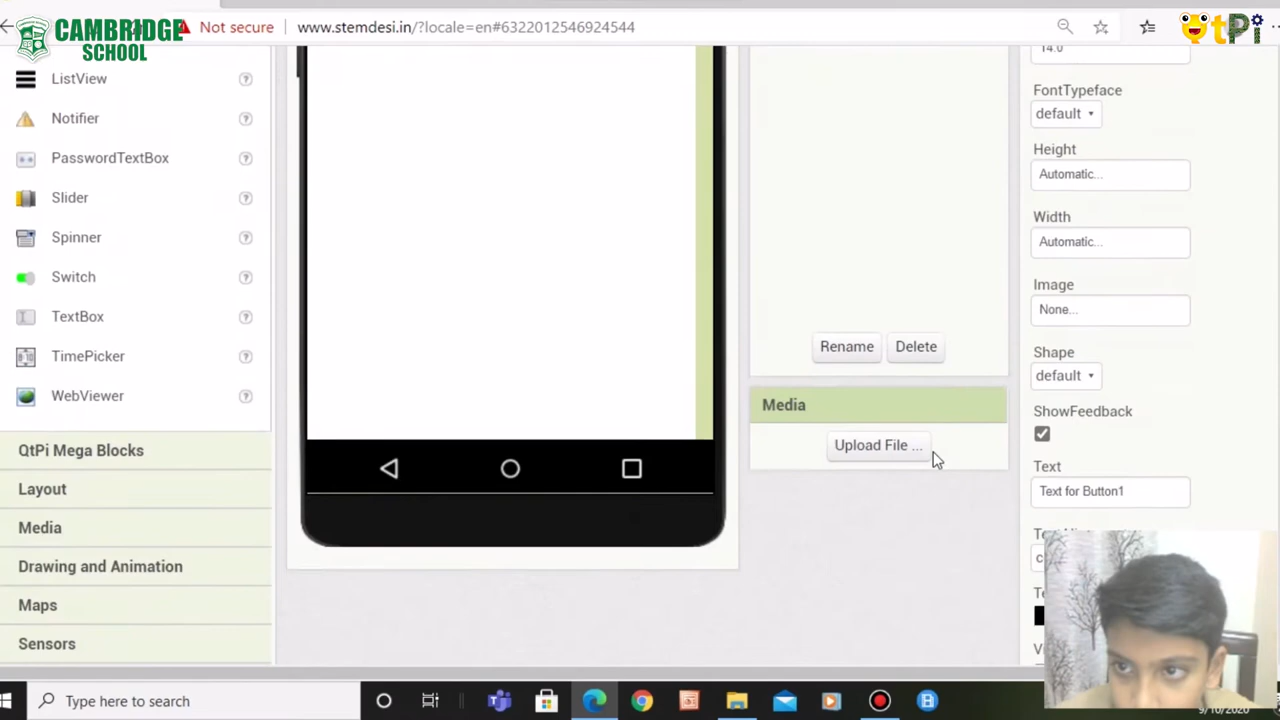 CAMBRIDGE
SCHOOL
Not secure
www.stemdesi.in/?locale=en#6322012546924544
QtPi
ListView
Notifier
PasswordTextBox
Slider
Spinner
Switch
TextBox
TimePicker
WebViewer
QtPi Mega Blocks
Layout
Media
Drawing and Animation
Maps
Sensors
Rename
Delete
Media
Upload File ...
14.0
FontTypeface
default
Height
Automatic...
Width
Automatic...
Image
None...
Shape
default
ShowFeedback
Text
Text for Button1
Type here to search